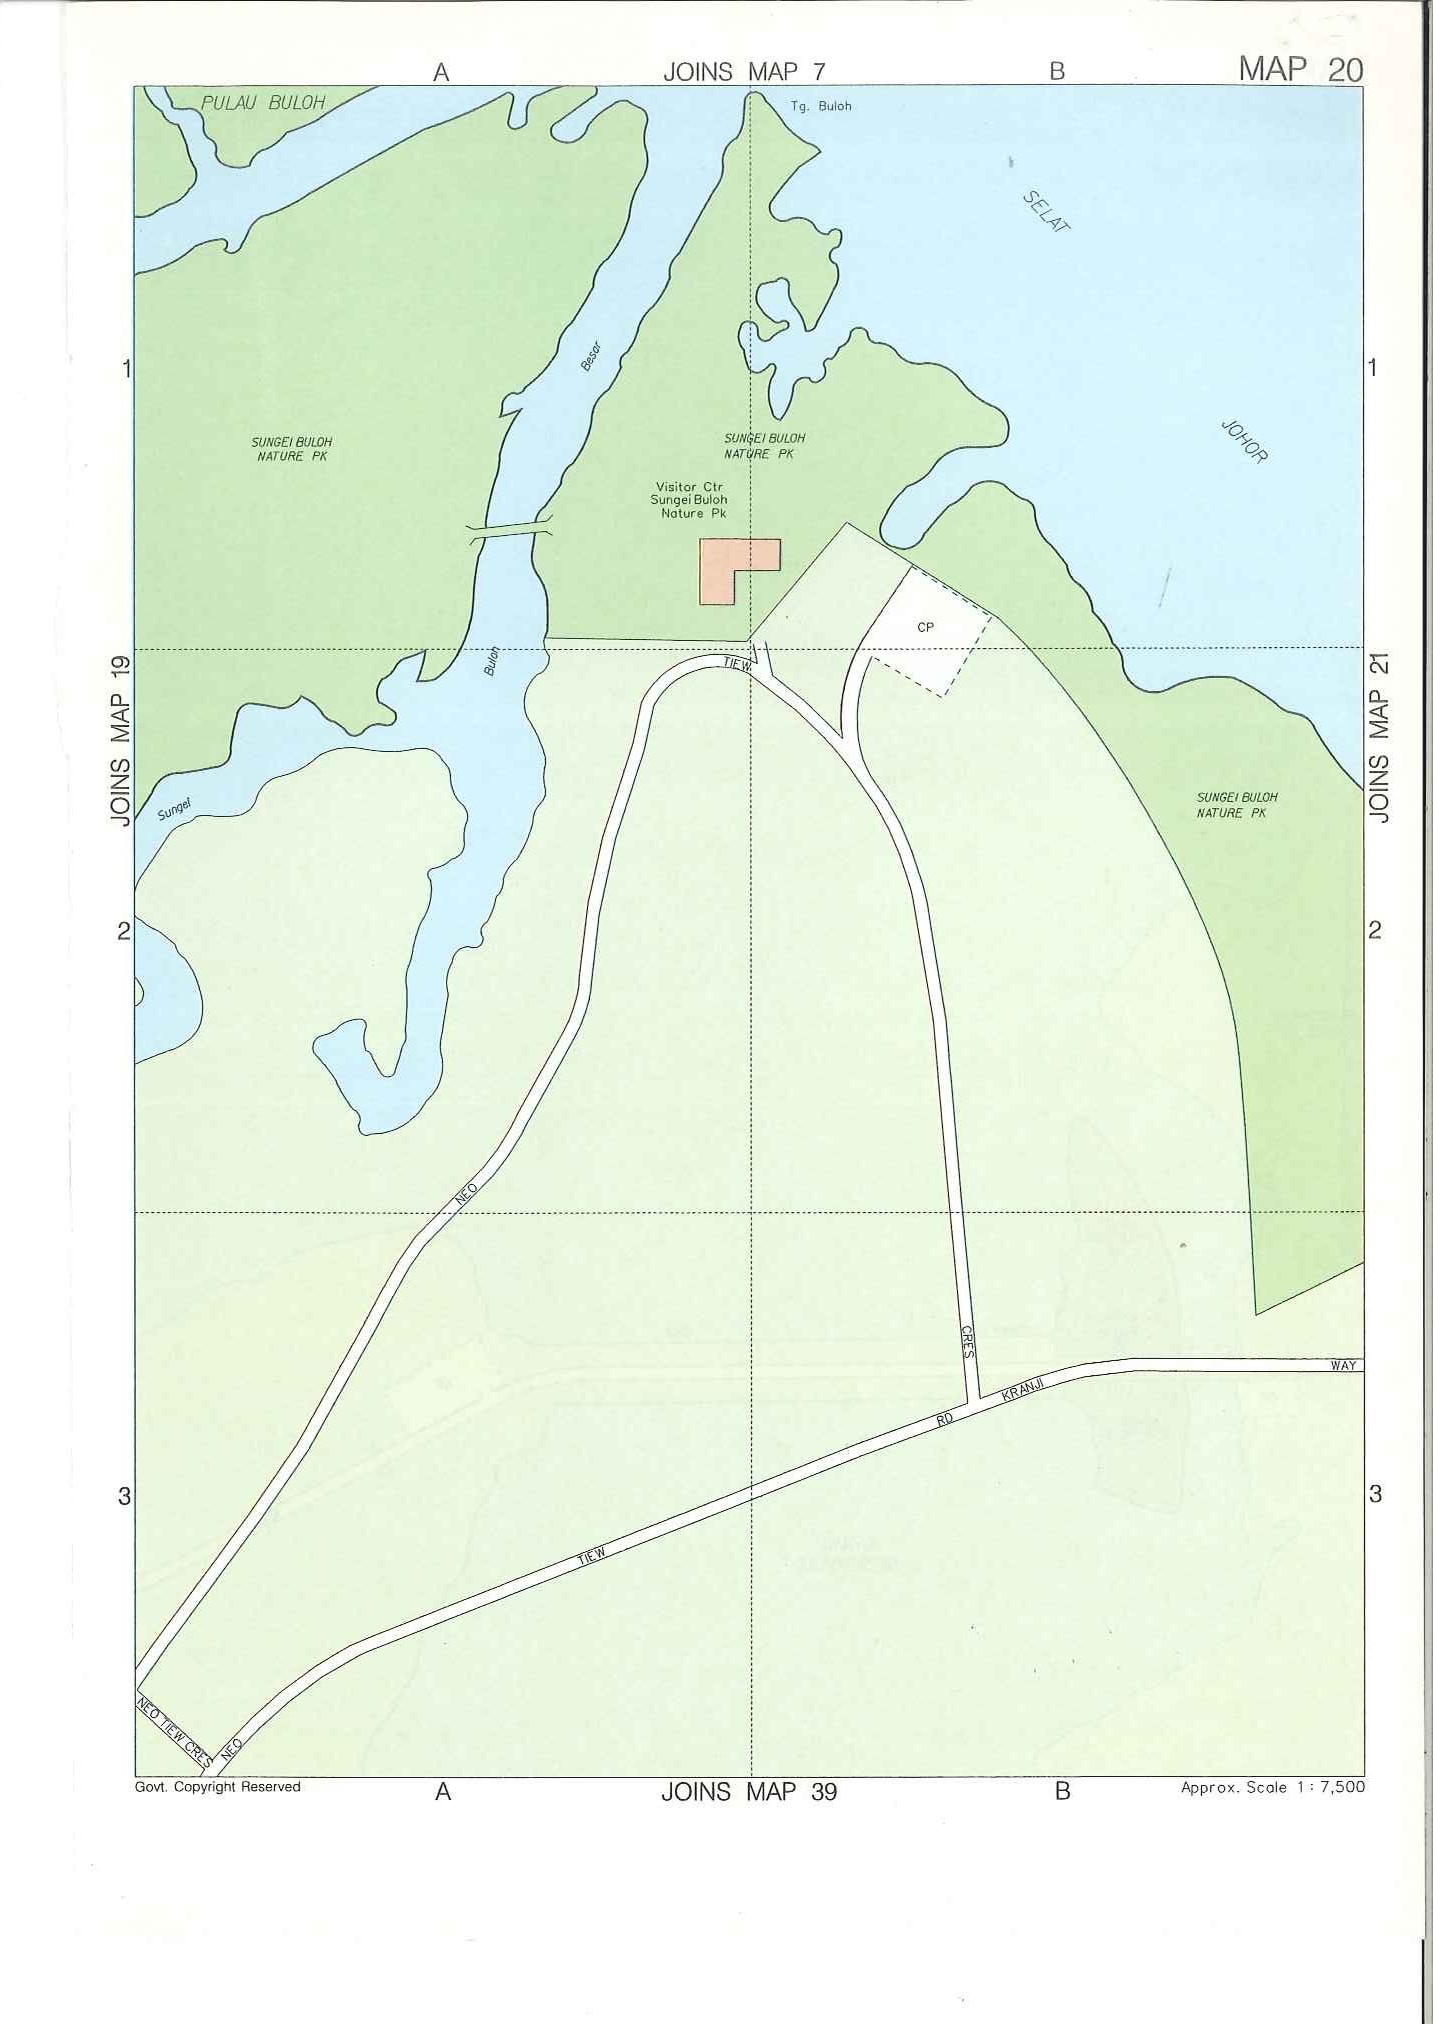 A
JOINS MAP 7
B
MAP 20
PULAU BULOH
Tg. Buloh
SELAT
JOHOR
1
1
Besar
SUNGEI BULOH
NATURE PK
SUNGEI BULOH
NATURE PK
Visitor Ctr
Sungei Buloh
Nature Pk
CP
Buloh
TIEW
JOINS MAP 19
JOINS MAP 21
Sungei
SUNGEI BULOH
NATURE PK
2
2
NEO
CRES
WAY
KRANJI
RD
3
3
TIEW
NEO TIEW CRES
NEO
Govt. Copyright Reserved
A
JOINS MAP 39
B
Approx. Scale 1 : 7,500